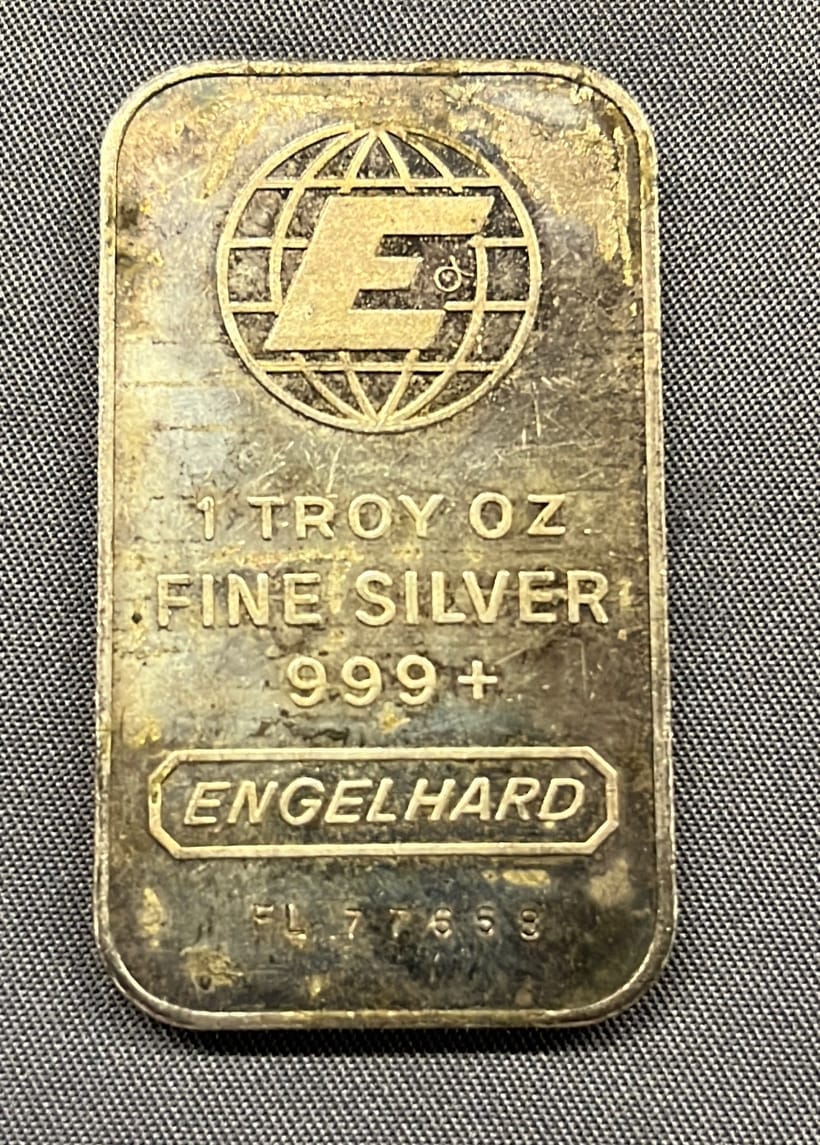 E
1 TROY OZ.
FINE SILVER
999+
ENGELHARD